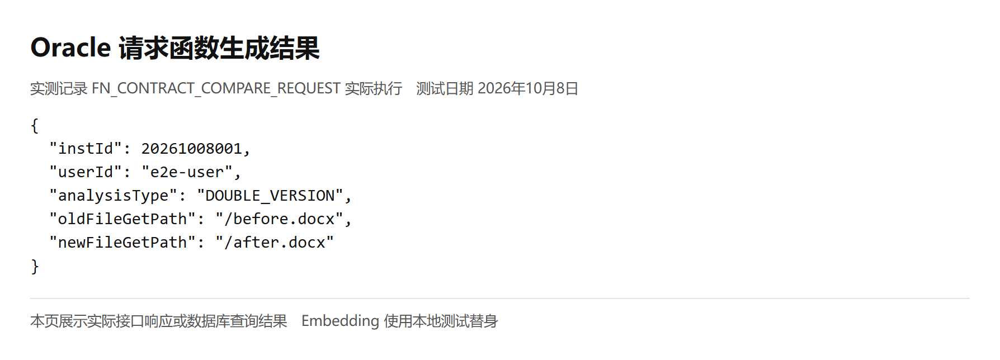 Oracle 请求函数生成结果
实测记录 FN_CONTRACT_COMPARE_REQUEST 实际执行　测试日期 2026年10月8日
{
  "instId": 20261008001,
  "userId": "e2e-user",
  "analysisType": "DOUBLE_VERSION",
  "oldFileGetPath": "/before.docx",
  "newFileGetPath": "/after.docx"
}
本页展示实际接口响应或数据库查询结果　Embedding 使用本地测试替身